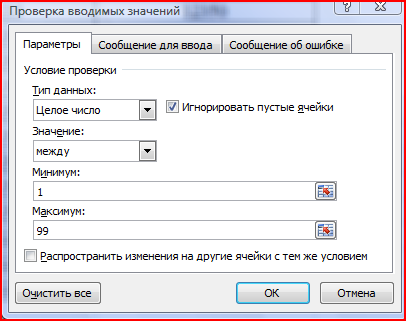 Проверка вводимых значений
Параметры Сообщение для ввода Сообщение об ошибке
Условие проверки
Тип данных:
Целое число Игнорировать пустые ячейки
Значение:
между
Минимум:
1
Максимум:
99
Распространить изменения на другие ячейки с тем же условием
Очистить все ОК Отмена